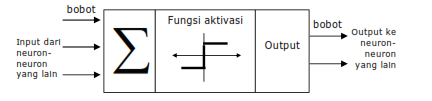 bobot
Input dari
neuron-
neuron
yang lain
Σ
Fungsi aktivasi
Output
bobot
Output ke
neuron-
neuron
yang lain